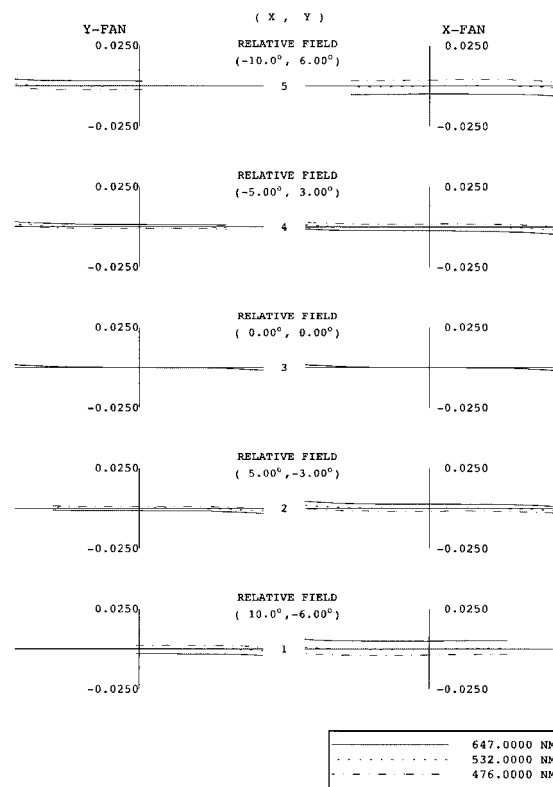 ( X , Y )
Y-FAN X-FAN
0.0250 RELATIVE FIELD 0.0250
(-10.0°, 6.00°)
5
-0.0250 -0.0250
RELATIVE FIELD
0.0250 (-5.00°, 3.00°) 0.0250
4
-0.0250 -0.0250
RELATIVE FIELD
0.0250 ( 0.00°, 0.00°) 0.0250
3
-0.0250 -0.0250
RELATIVE FIELD
0.0250 ( 5.00°,-3.00°) 0.0250
2
-0.0250 -0.0250
RELATIVE FIELD
0.0250 ( 10.0°,-6.00°) 0.0250
1
-0.0250 -0.0250
647.0000 NM
532.0000 NM
476.0000 NM